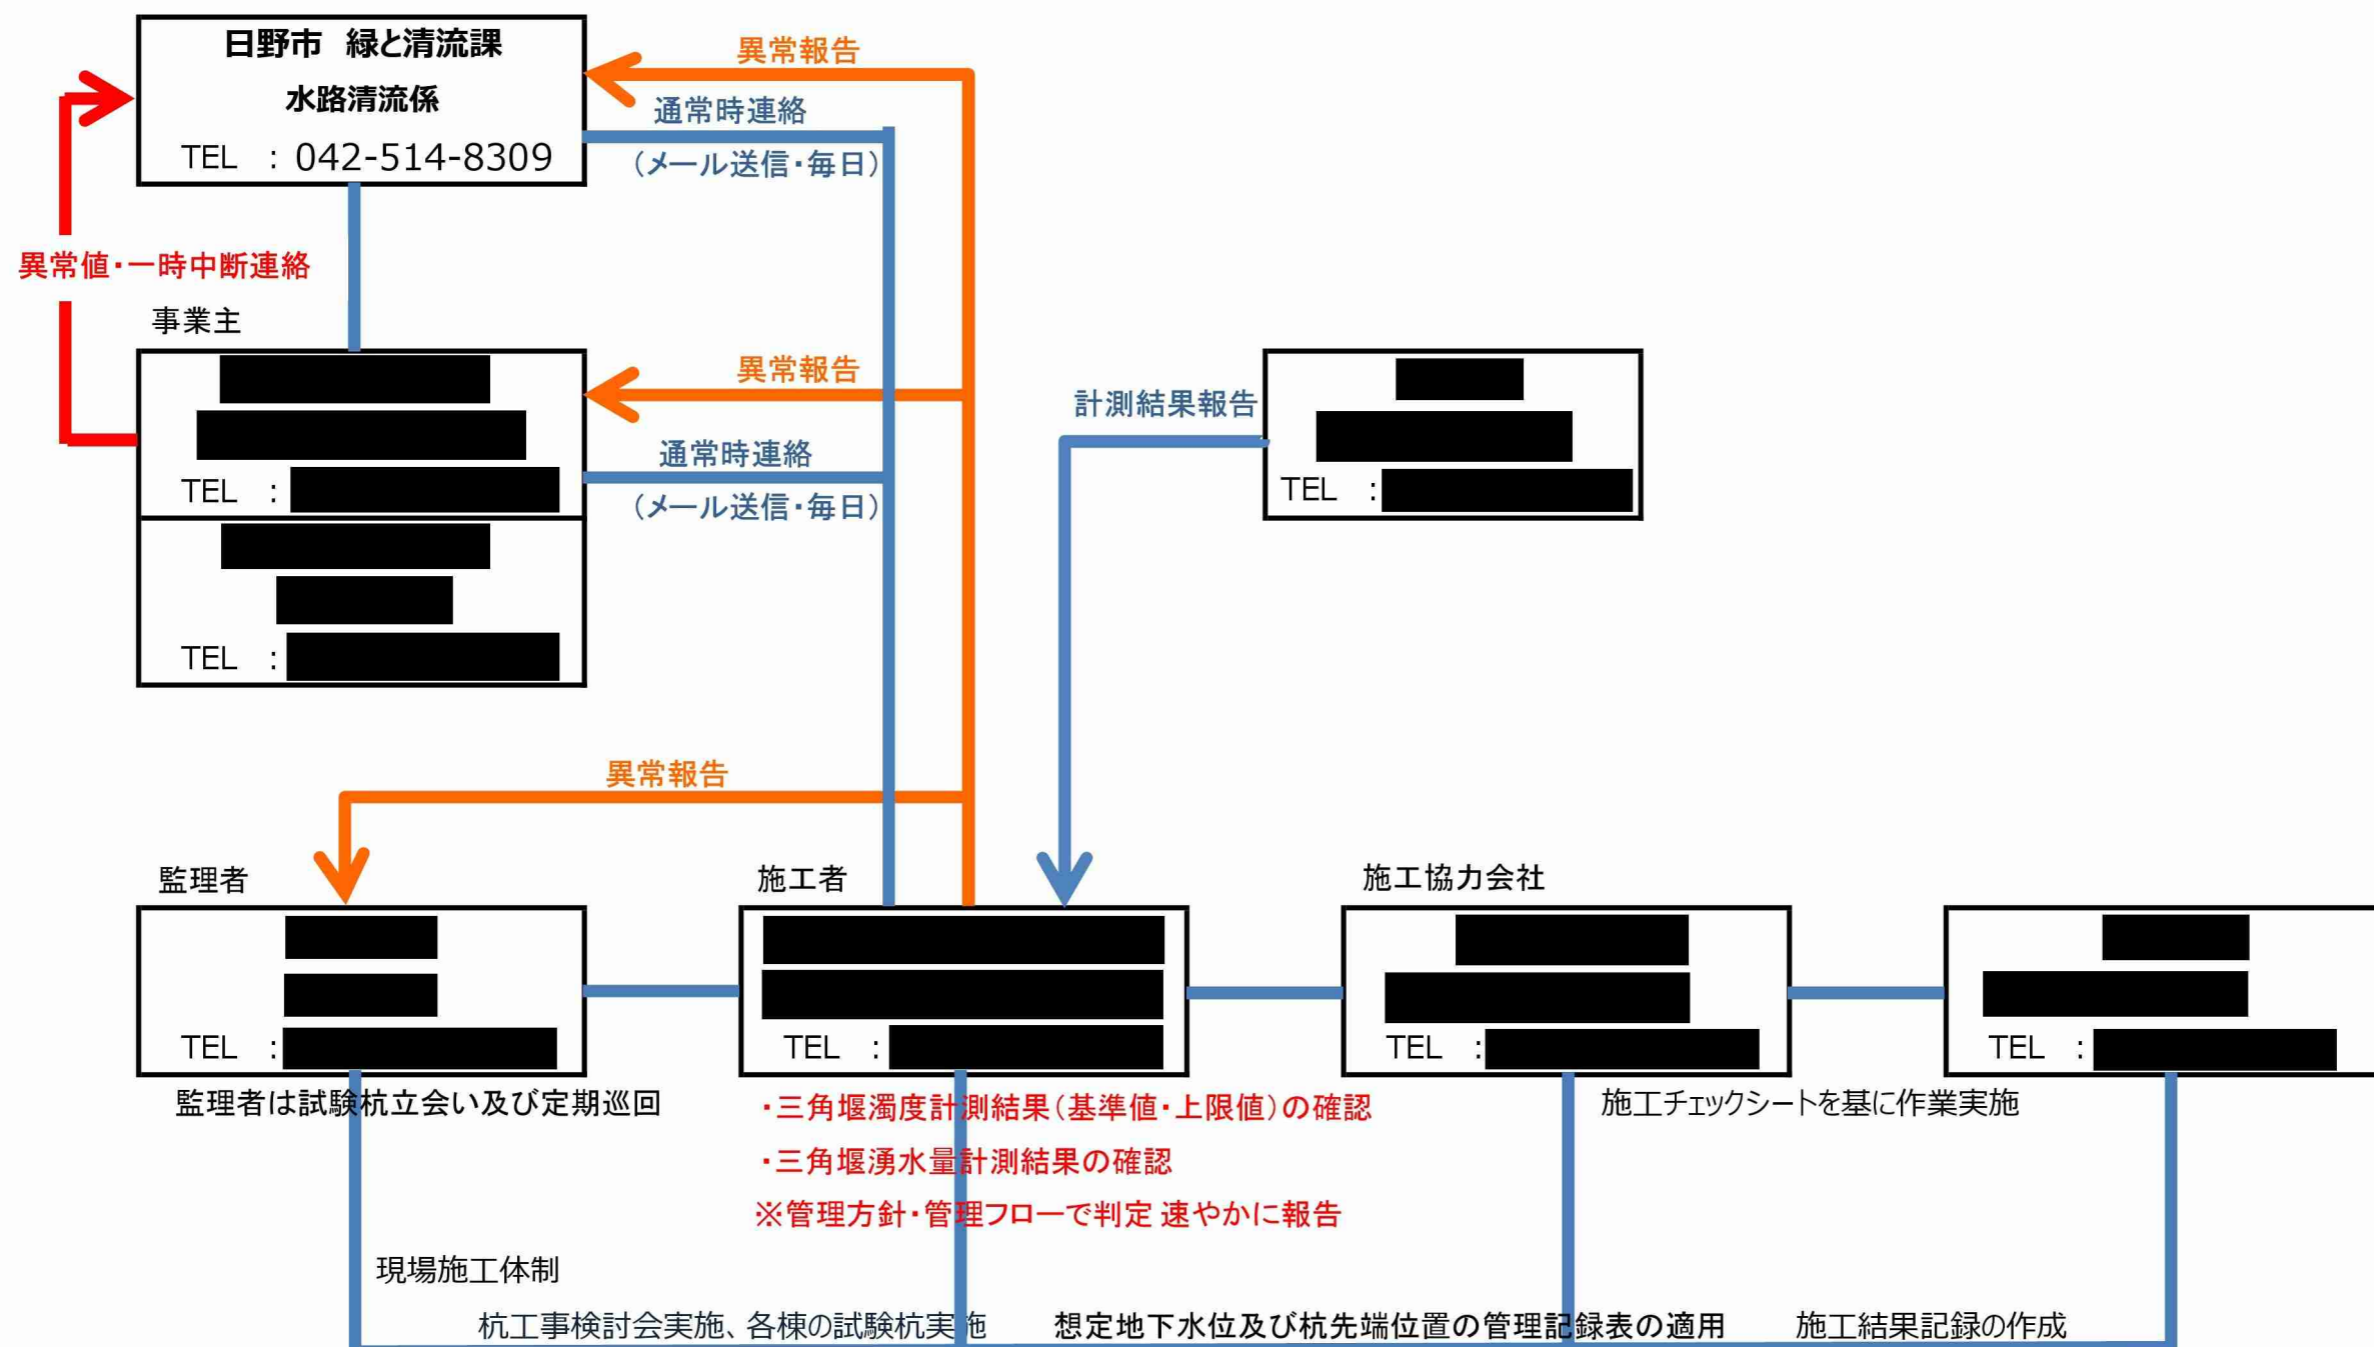 日野市 緑と清流課
水路清流係
TEL : 042-514-8309
異常報告
通常時連絡
(メール送信・毎日)
異常値・一時中断連絡
事業主
TEL :
TEL :
異常報告
通常時連絡
(メール送信・毎日)
計測結果報告
TEL :
異常報告
監理者
TEL :
監理者は試験杭立会い及び定期巡回
施工者
TEL :
・三角堰濁度計測結果(基準値・上限値)の確認
・三角堰湧水量計測結果の確認
※管理方針・管理フローで判定 速やかに報告
施工協力会社
TEL :
TEL :
施工チェックシートを基に作業実施
現場施工体制
杭工事検討会実施、各棟の試験杭実施
想定地下水位及び杭先端位置の管理記録表の適用
施工結果記録の作成